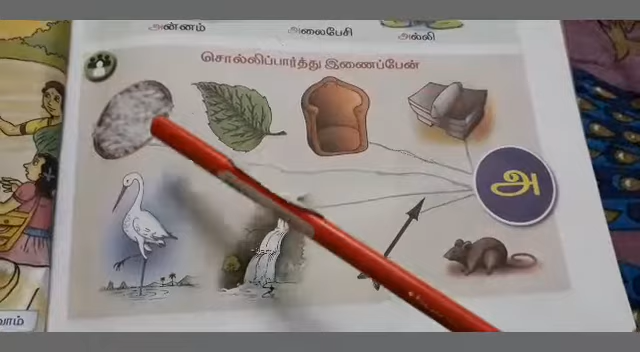 அன்னம்
அலைபேசி
அல்லி
சொல்லிப்பார்த்து இணைப்பேன்
அ